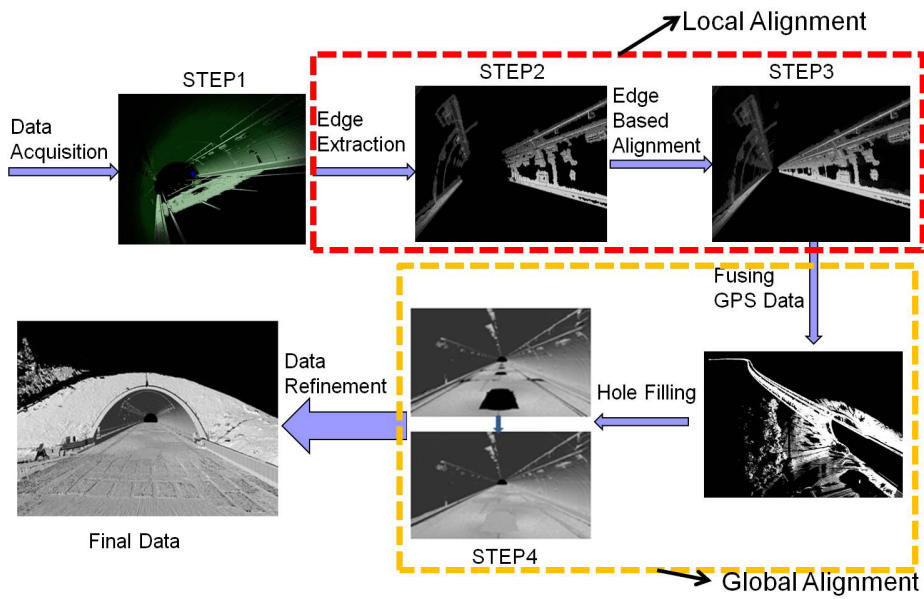 Local Alignment
STEP1
STEP2
STEP3
Data
Acquisition
Edge
Extraction
Edge
Based
Alignment
Fusing
GPS Data
Data
Refinement
Hole Filling
Final Data
STEP4
Global Alignment